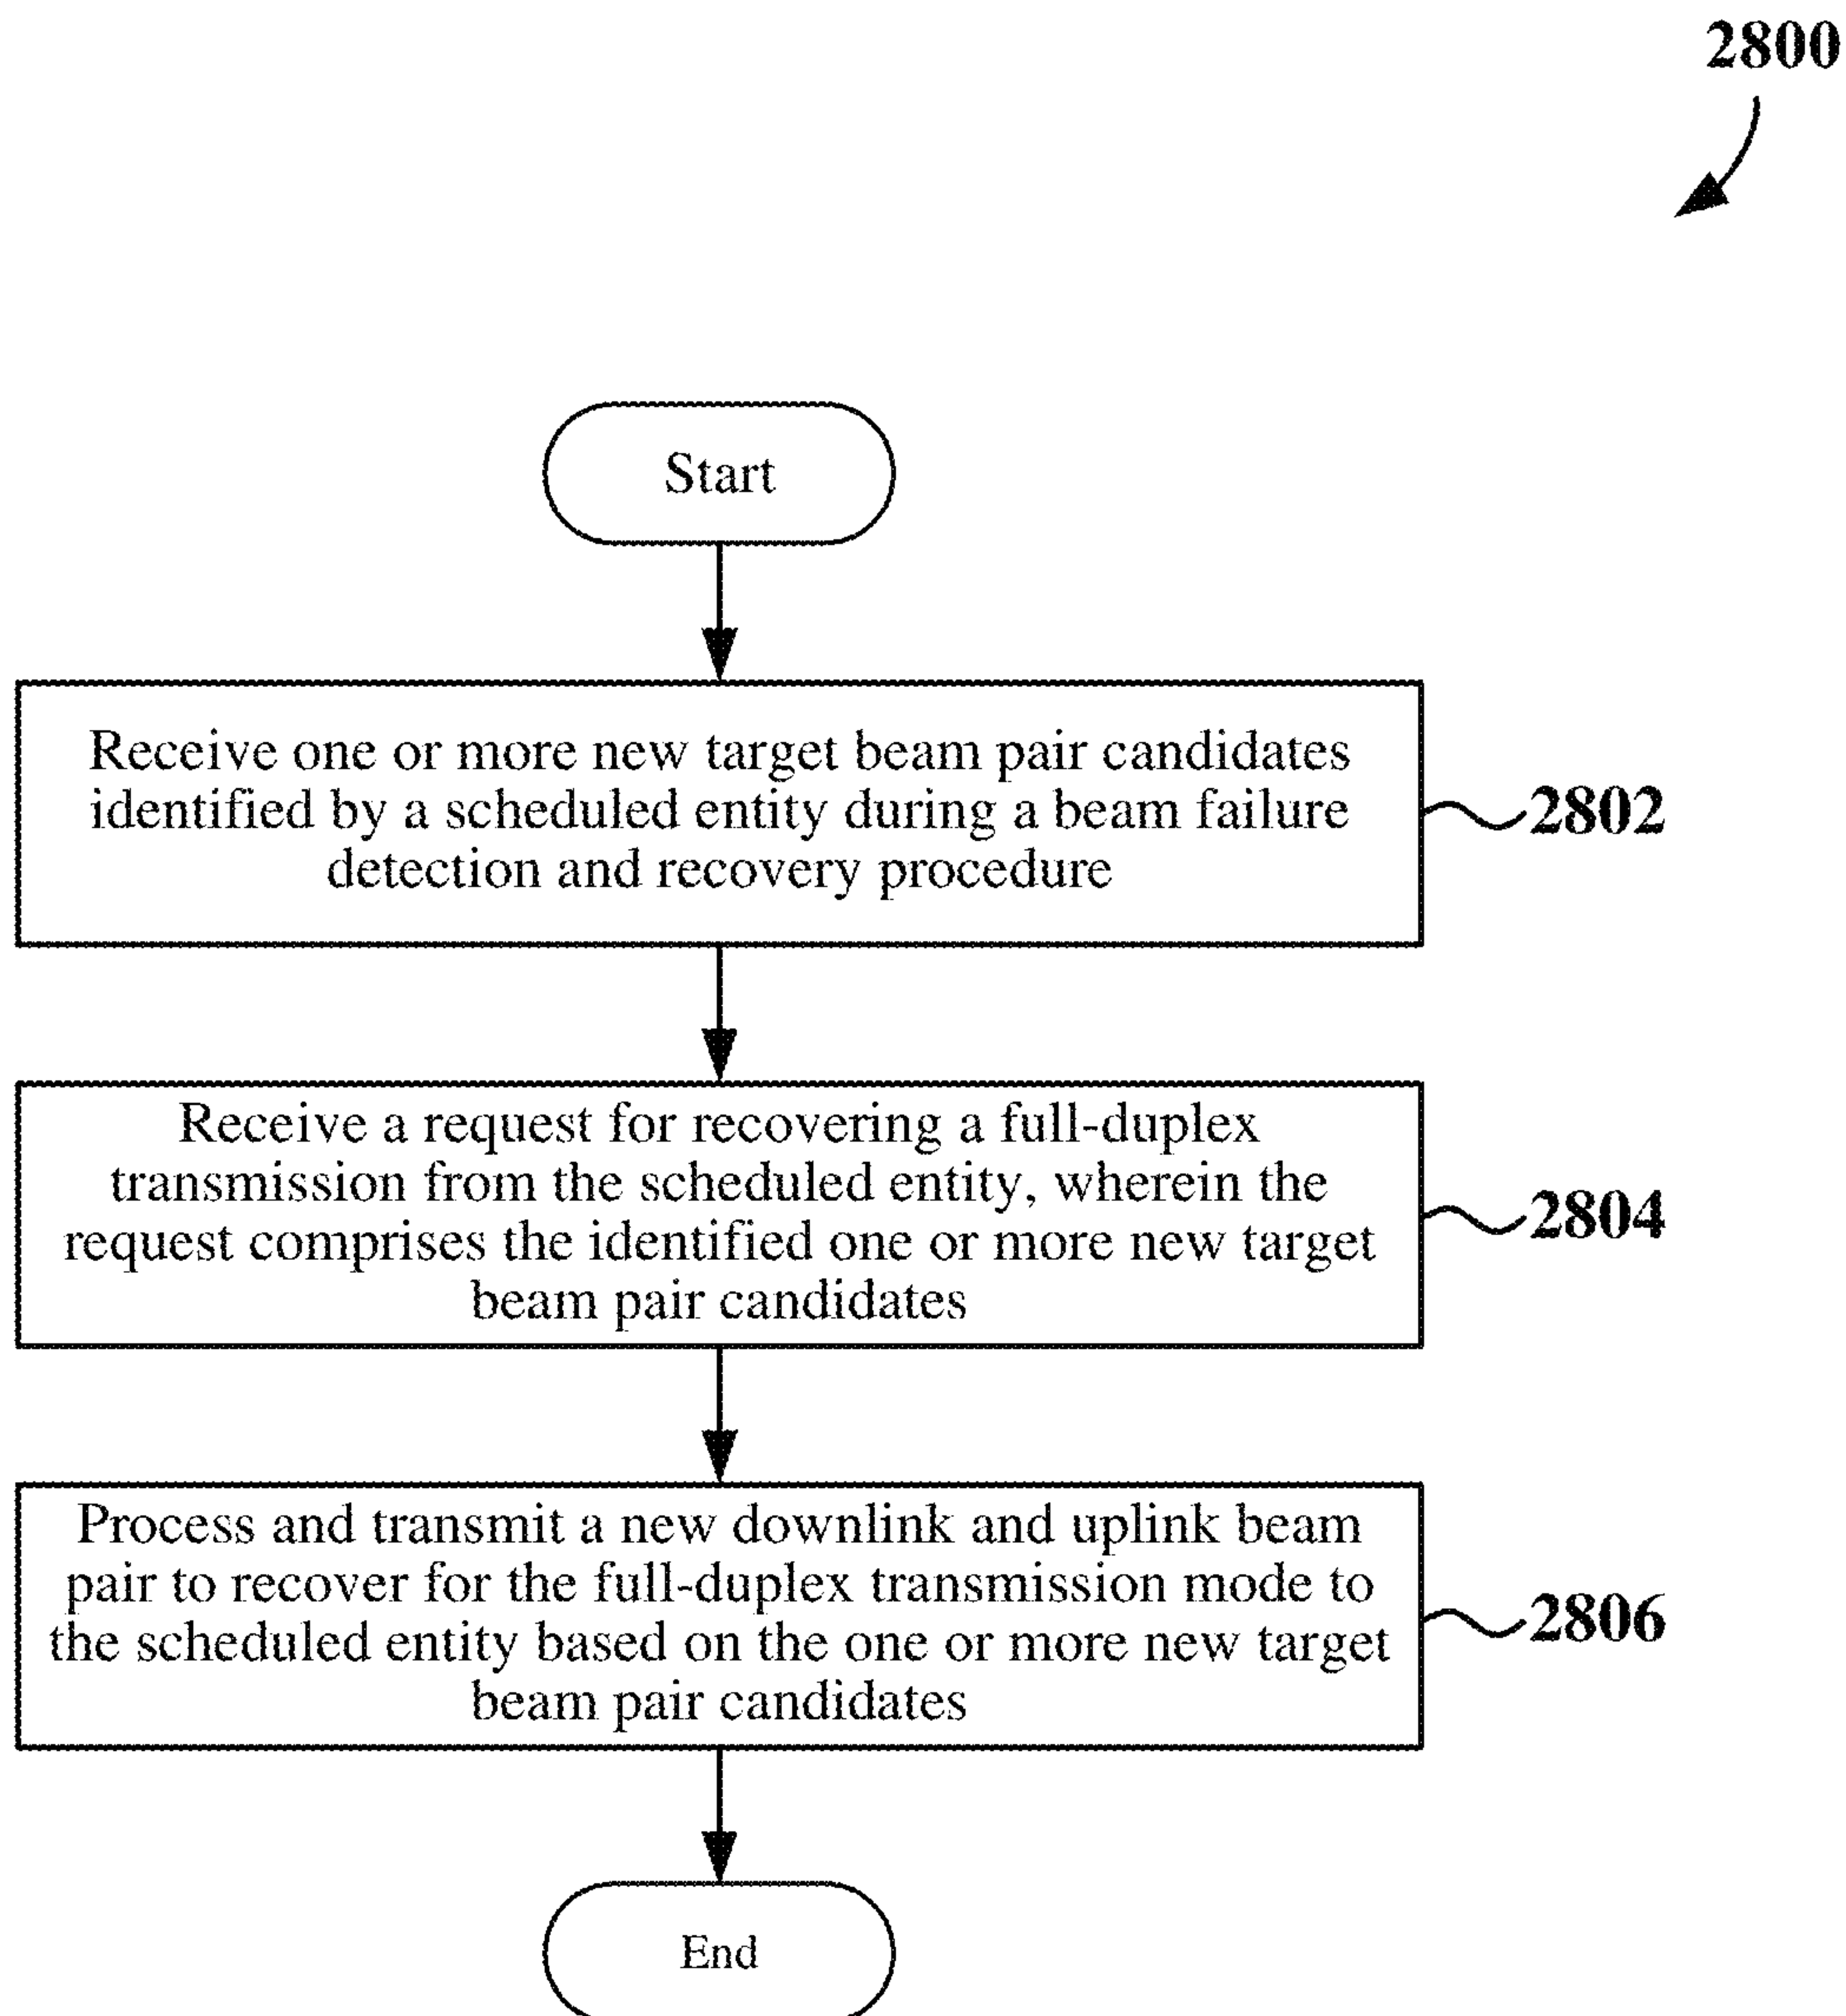 2800
Start
Receive one or more new target beam pair candidates
identified by a scheduled entity during a beam failure
detection and recovery procedure
2802
Receive a request for recovering a full-duplex
transmission from the scheduled entity, wherein the
request comprises the identified one or more new target
beam pair candidates
2804
Process and transmit a new downlink and uplink beam
pair to recover for the full-duplex transmission mode to
the scheduled entity based on the one or more new target
beam pair candidates
2806
End